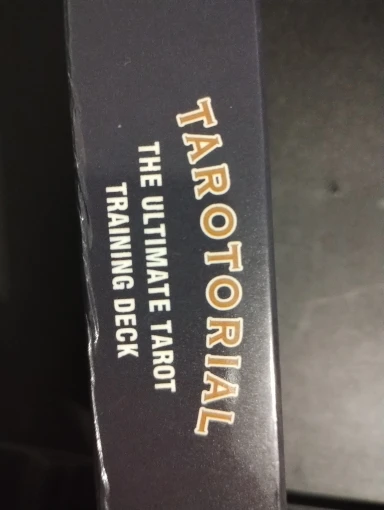 TAROTORIAL
THE ULTIMATE TAROT
TRAINING DECK